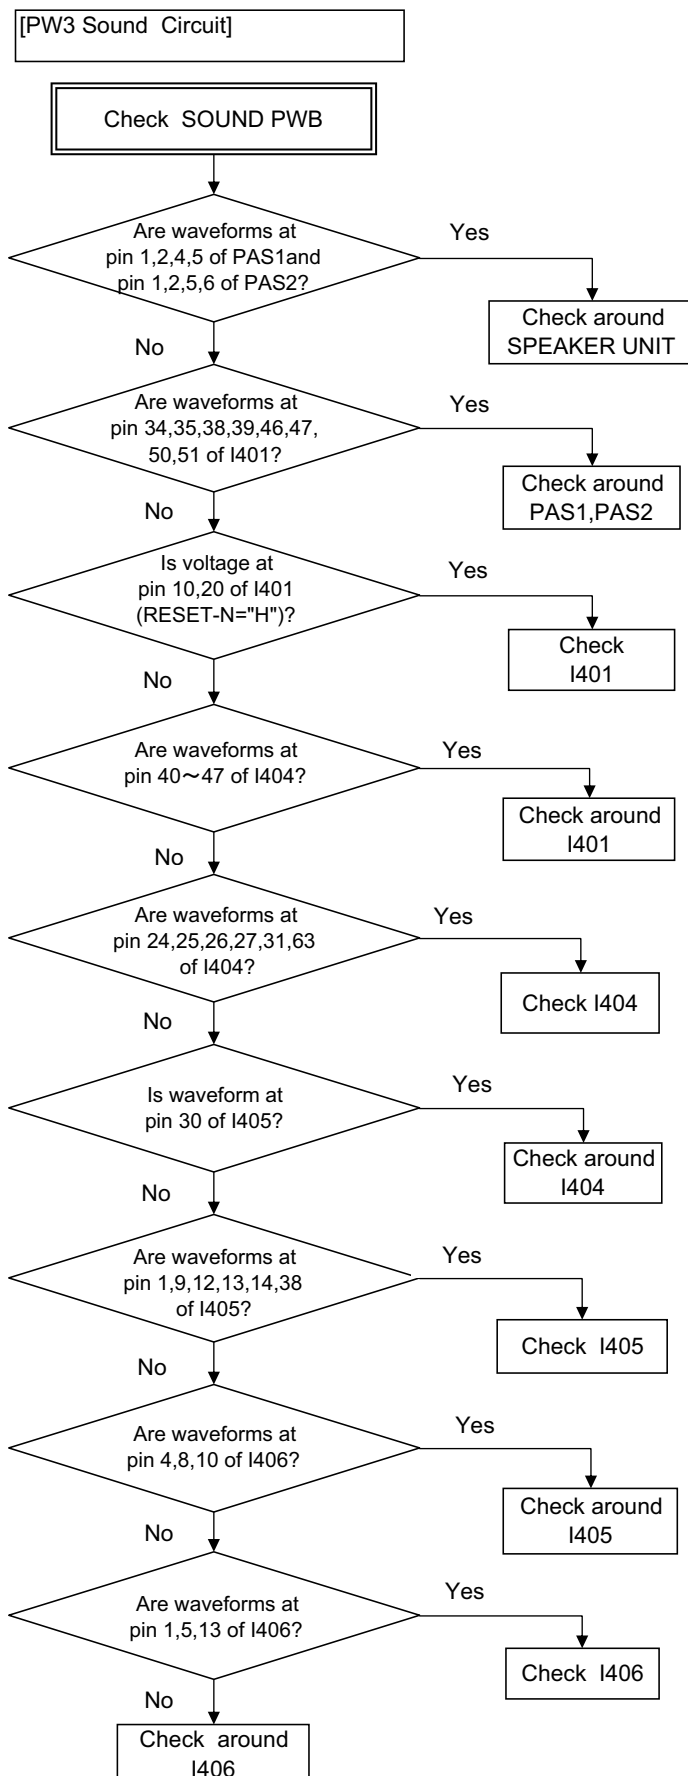 [PW3 Sound Circuit]
Check SOUND PWB
Are waveforms at
pin 1,2,4,5 of PAS1and
pin 1,2,5,6 of PAS2?
Yes
Check around
SPEAKER UNIT
No
Are waveforms at
pin 34,35,38,39,46,47,
50,51 of I401?
Yes
Check around
PAS1,PAS2
No
Is voltage at
pin 10,20 of I401
(RESET-N="H")?
Yes
Check
I401
No
Are waveforms at
pin 40～47 of I404?
Yes
Check around
I401
No
Are waveforms at
pin 24,25,26,27,31,63
of I404?
Yes
Check I404
No
Is waveform at
pin 30 of I405?
Yes
Check around
I404
No
Are waveforms at
pin 1,9,12,13,14,38
of I405?
Yes
Check I405
No
Are waveforms at
pin 4,8,10 of I406?
Yes
Check around
I405
No
Are waveforms at
pin 1,5,13 of I406?
Yes
Check I406
No
Check around
I406